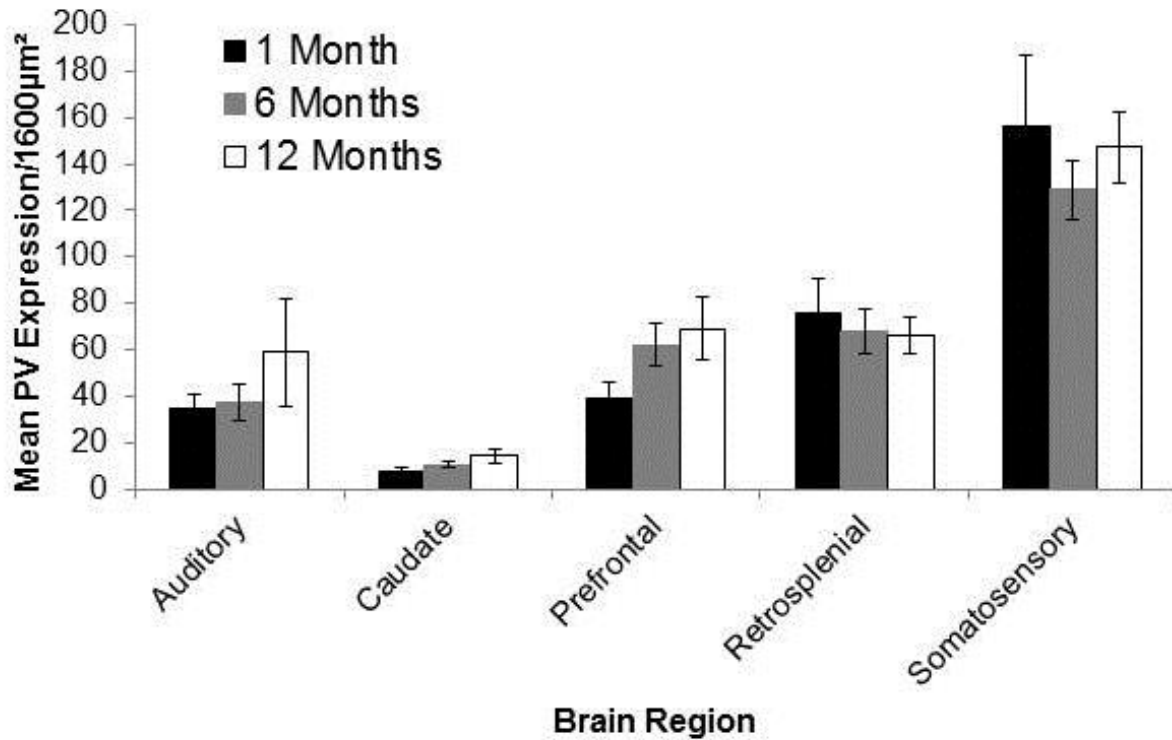 Mean PV Expression/1600µm²
200
180
160
140
120
100
80
60
40
20
0
1 Month
6 Months
12 Months
Auditory
Caudate
Prefrontal
Retrosplenial
Somatosensory
Brain Region